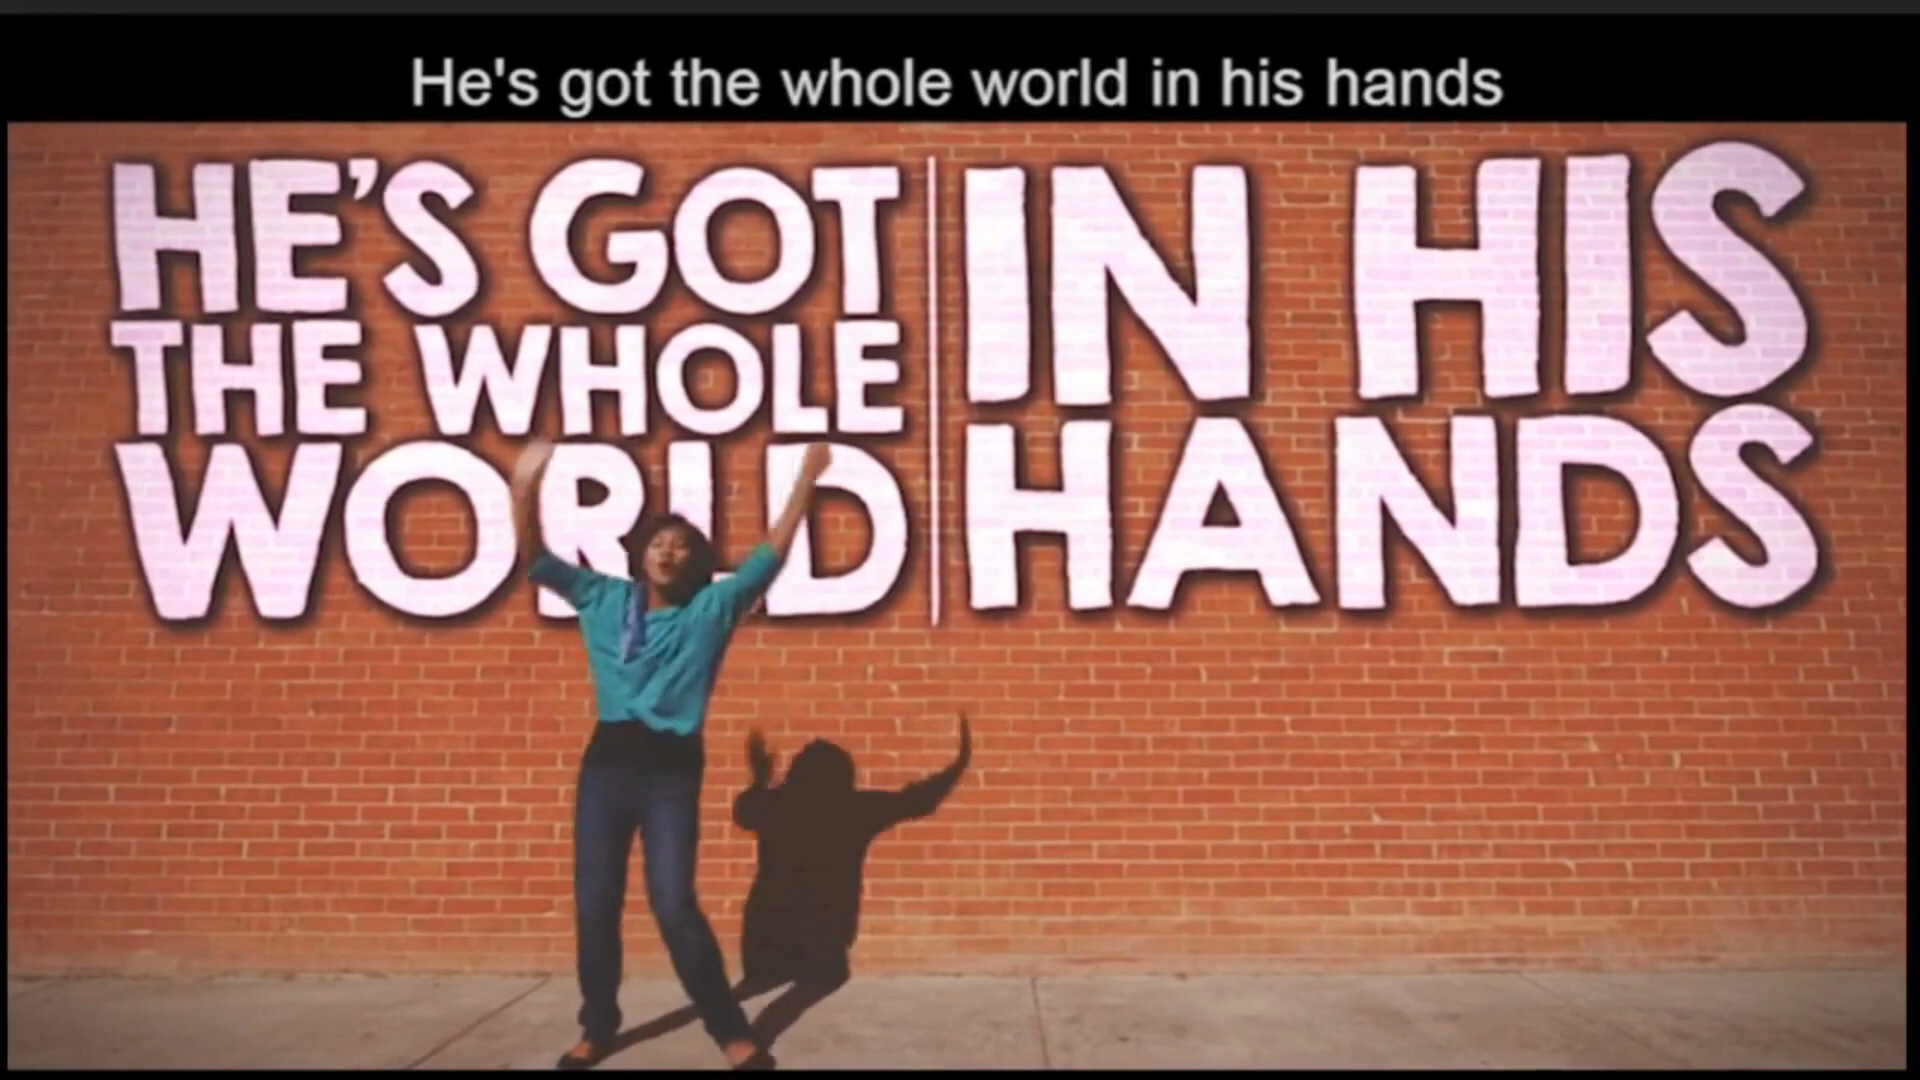 He's got the whole world in his hands
HE'S GOT
THE WHOLE
WORLD
IN HIS
HANDS